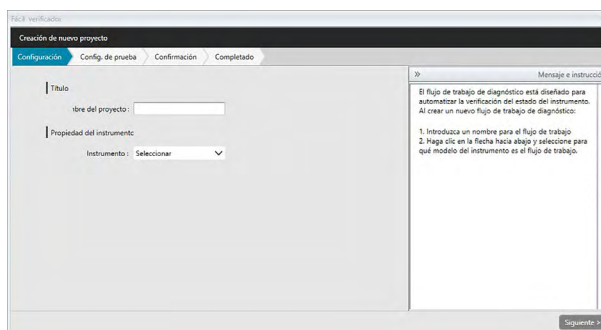 Fácil verificador
Creación de nuevo proyecto
Configuración
Config. de prueba
Confirmación
Completado
Título
bre del proyecto :
Propiedad del instrumento
Instrumento : Seleccionar
» Mensaje e instrucció
El flujo de trabajo de diagnóstico está diseñado para
automatizar la verificación del estado del instrumento.
Al crear un nuevo flujo de trabajo de diagnóstico:
1. Introduzca un nombre para el flujo de trabajo
2. Haga clic en la flecha hacia abajo y seleccione para
qué modelo del instrumento es el flujo de trabajo.
Siguiente >